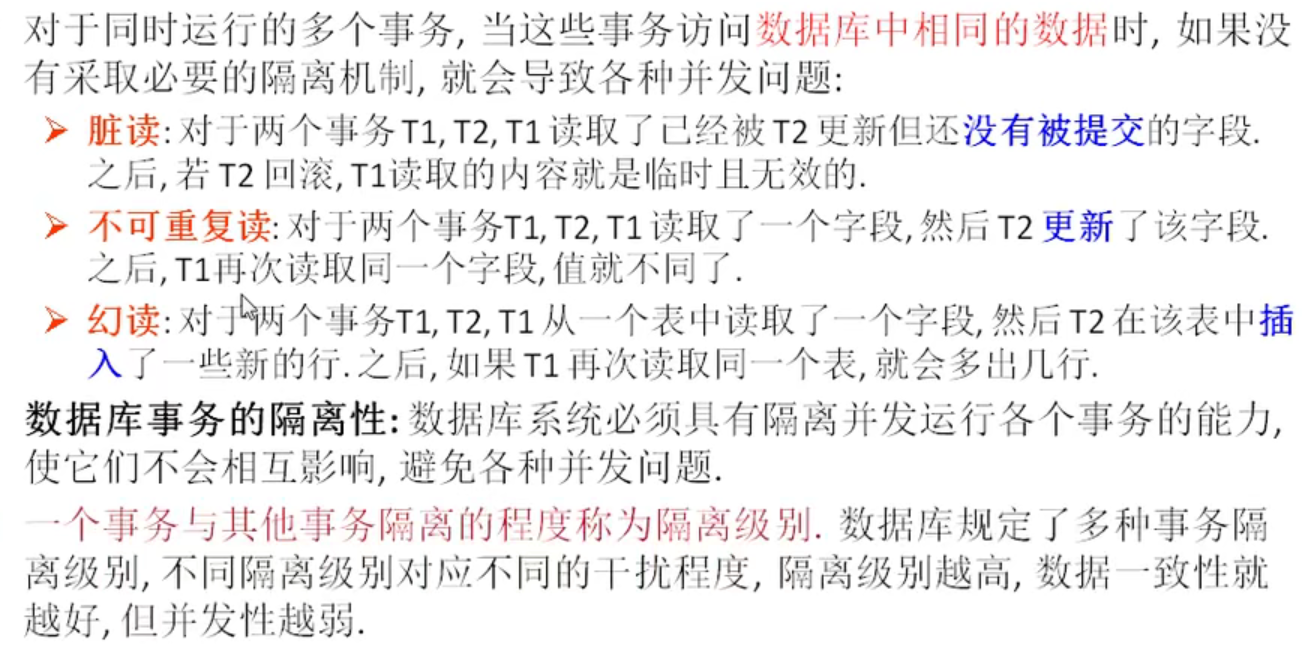 对于同时运行的多个事务, 当这些事务访问数据库中相同的数据时, 如果没
有采取必要的隔离机制, 就会导致各种并发问题:
脏读: 对于两个事务 T1, T2, T1 读取了已经被 T2 更新但还没有被提交的字段.
之后, 若 T2 回滚, T1读取的内容就是临时且无效的.
不可重复读: 对于两个事务T1, T2, T1 读取了一个字段, 然后 T2 更新了该字段.
之后, T1再次读取同一个字段, 值就不同了.
幻读: 对于两个事务T1, T2, T1 从一个表中读取了一个字段, 然后 T2 在该表中插
入了一些新的行. 之后, 如果 T1 再次读取同一个表, 就会多出几行.
数据库事务的隔离性: 数据库系统必须具有隔离并发运行各个事务的能力,
使它们不会相互影响, 避免各种并发问题.
一个事务与其他事务隔离的程度称为隔离级别. 数据库规定了多种事务隔
离级别, 不同隔离级别对应不同的干扰程度, 隔离级别越高, 数据一致性就
越好, 但并发性越弱.